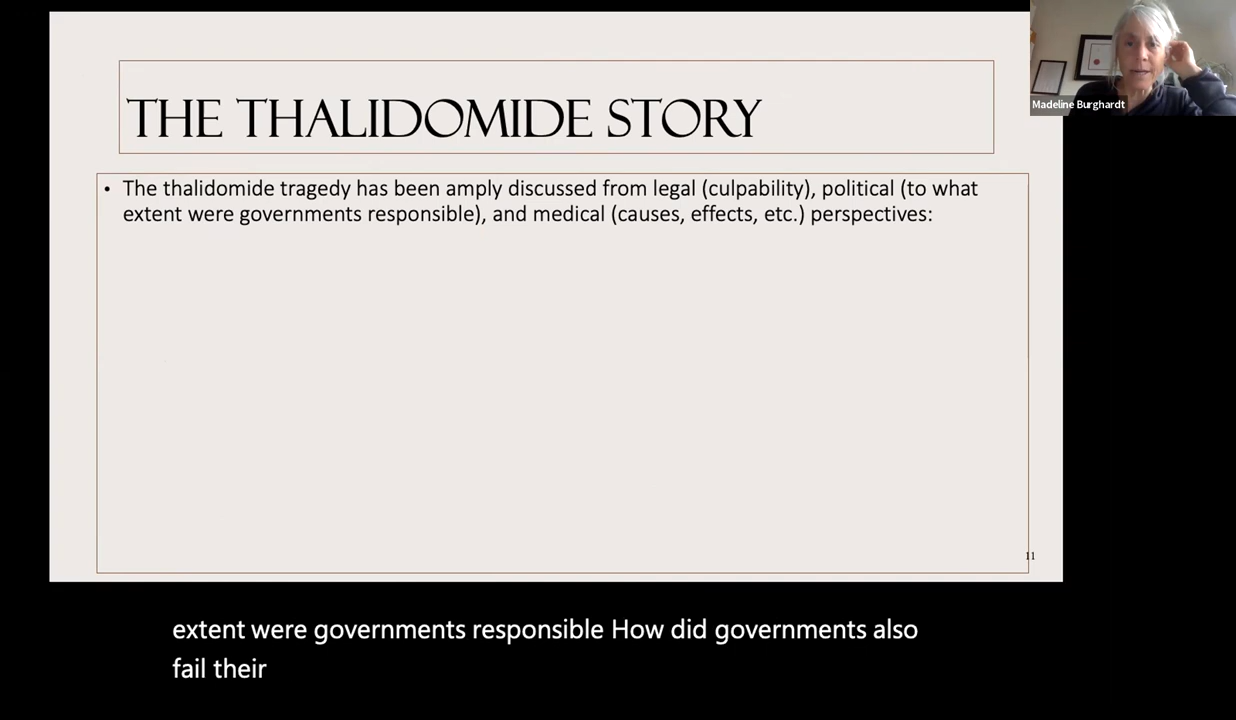 THE THALIDOMIDE STORY
Madeline Burghardt
• The thalidomide tragedy has been amply discussed from legal (culpability), political (to what
extent were governments responsible), and medical (causes, effects, etc.) perspectives:
11
extent were governments responsible How did governments also
fail their